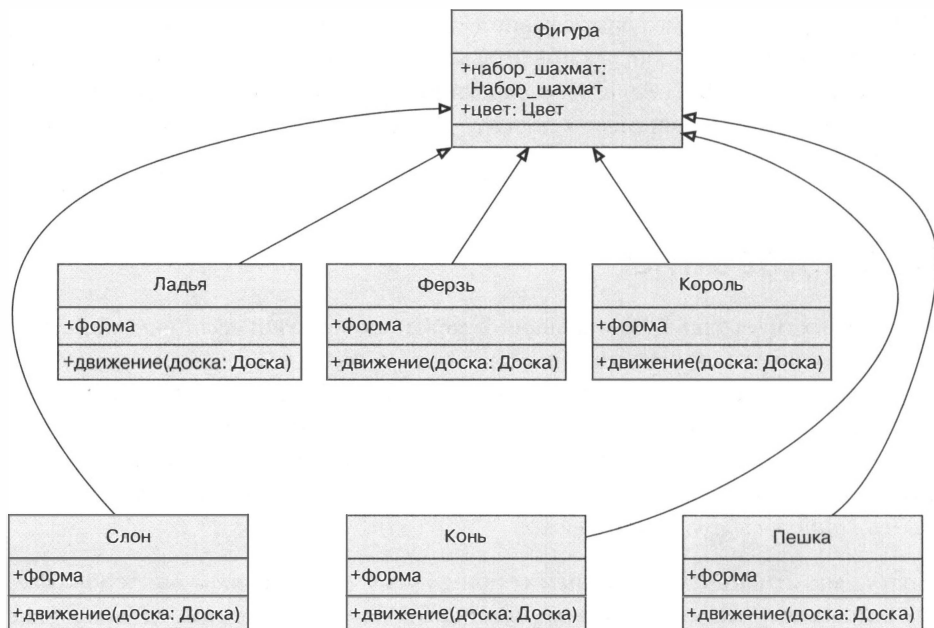 Фигура
+набор_шахмат:
Набор_шахмат
+цвет: Цвет
Ладья
+форма
+движение(доска: Доска)
Ферзь
+форма
+движение(доска: Доска)
Король
+форма
+движение(доска: Доска)
Слон
+форма
+движение(доска: Доска)
Конь
+форма
+движение(доска: Доска)
Пешка
+форма
+движение(доска: Доска)